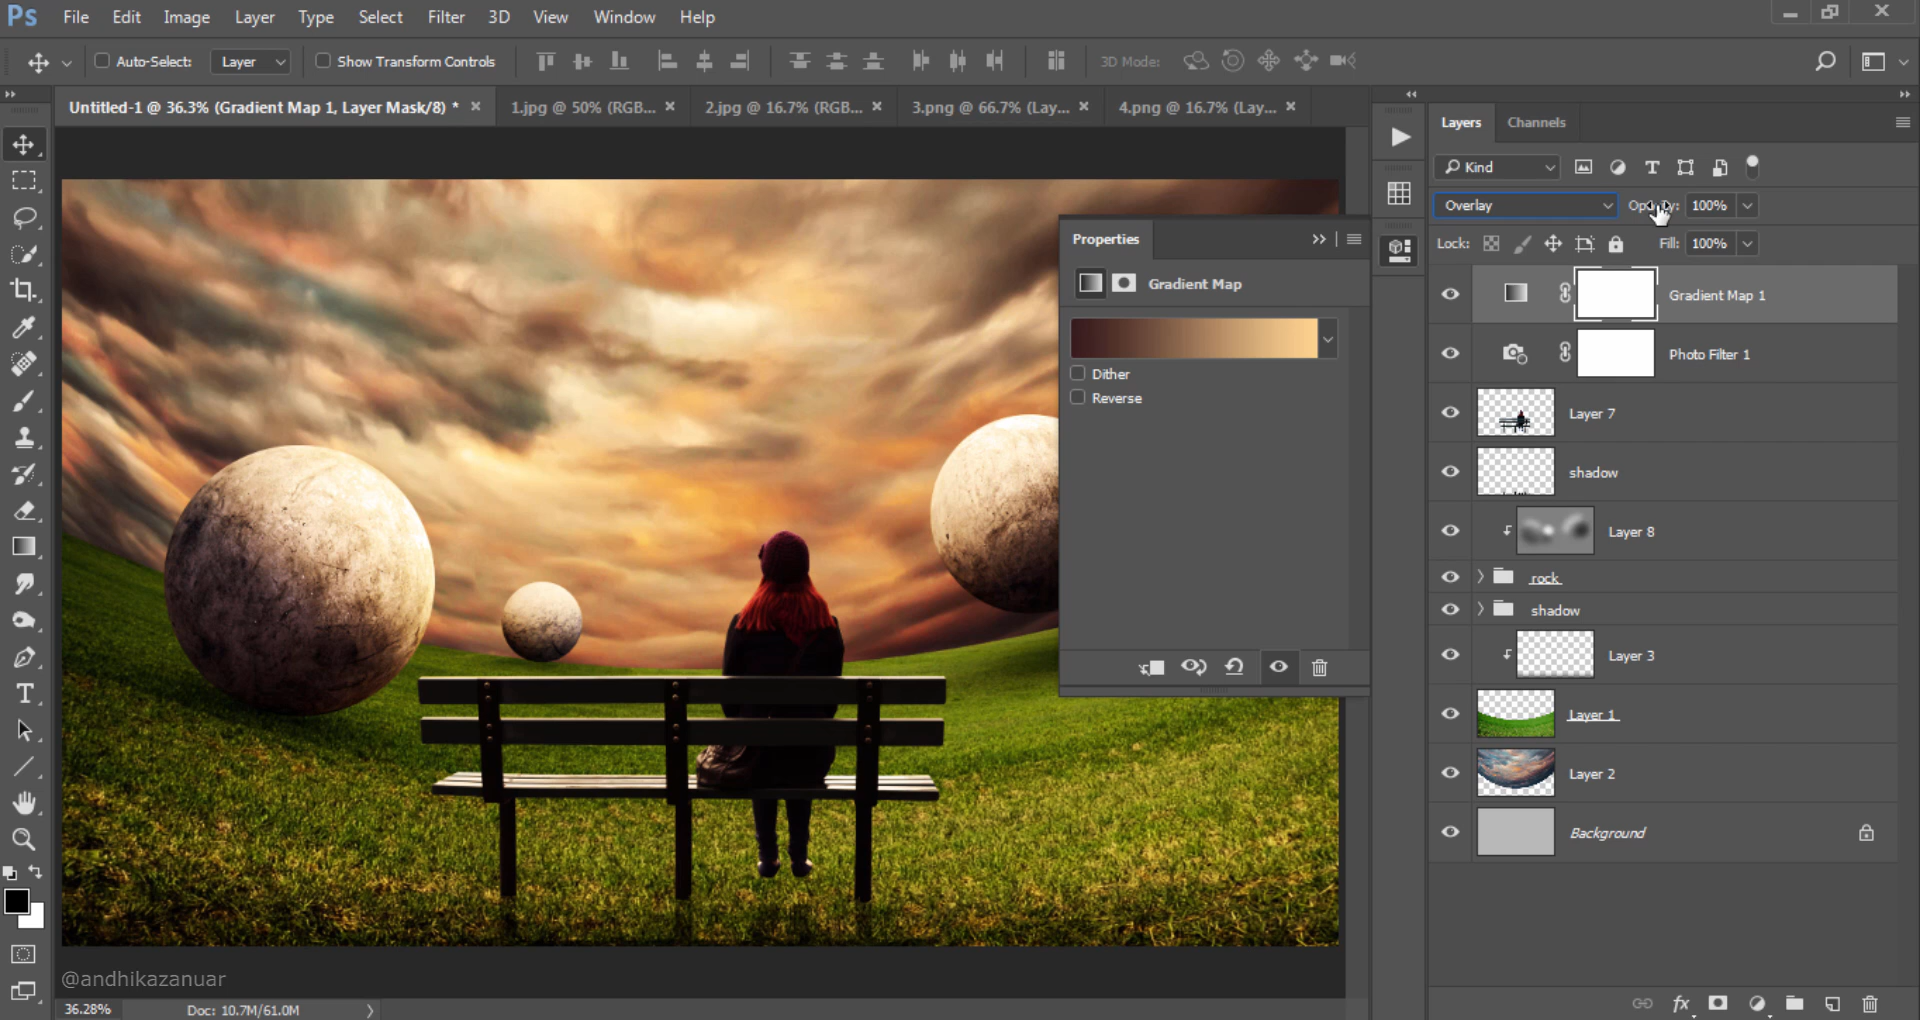 Ps File Edit Image Layer Type Select Filter 3D View Window Help
Auto-Select: Layer Show Transform Controls 3D Mode:
Untitled-1 @ 36.3% (Gradient Map 1, Layer Mask/8) * 1.jpg @ 50% (RGB... 2.jpg @ 16.7% (RGB... 3.png @ 66.7% (Lay... 4.png @ 16.7% (Lay...
Layers Channels
Kind
Overlay 100%
Lock: Fill: 100%
Properties
Gradient Map
Dither
Reverse
Gradient Map 1
Photo Filter 1
Layer 7
shadow
Layer 8
rock
shadow
Layer 3
Layer 1
Layer 2
Background
@andhikazanuar
36.28% Doc: 10.7M/61.0M